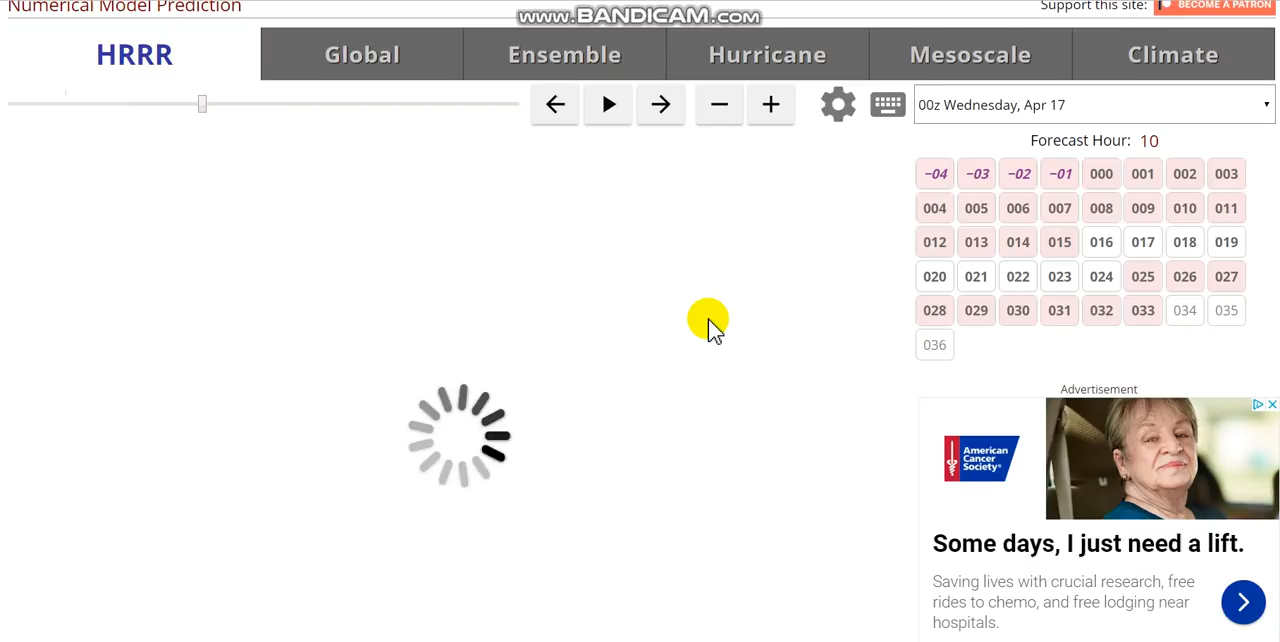 Numerical Model Prediction
www.BANDICAM.com
Support this site:
BECOME A PATRON
HRRR
Global
Ensemble
Hurricane
Mesoscale
Climate
00z Wednesday, Apr 17
Forecast Hour: 10
−04 −03 −02 −01 000 001 002 003
004 005 006 007 008 009 010 011
012 013 014 015 016 017 018 019
020 021 022 023 024 025 026 027
028 029 030 031 032 033 034 035
036
Advertisement
American
Cancer
Society®
Some days, I just need a lift.
Saving lives with crucial research, free
rides to chemo, and free lodging near
hospitals.